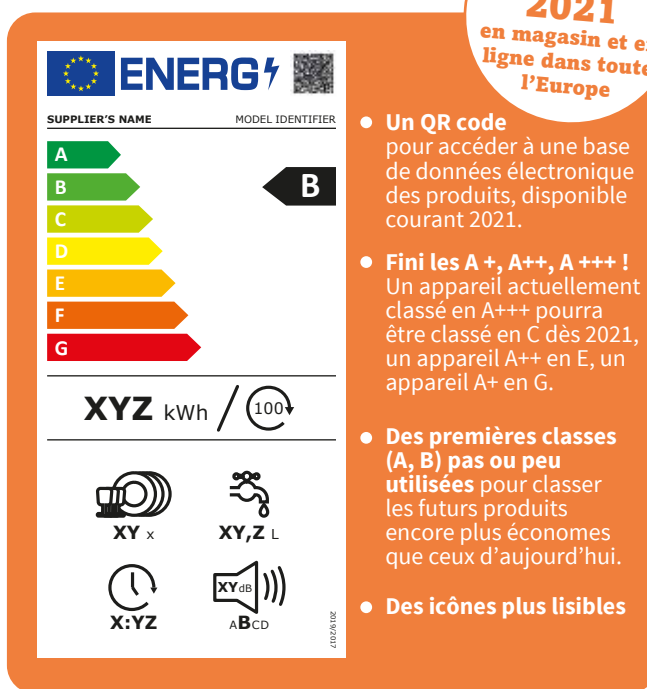 2021
en magasin et e
ligne dans toute
l'Europe
ENERG
SUPPLIER'S NAME MODEL IDENTIFIER
A
B
B
C
D
E
F
G
XYZ kWh / 100
XY x
XY,Z L
X:YZ
XYdB
ABCD
2019/2017
• Un QR code
pour accéder à une base
de données électronique
des produits, disponible
courant 2021.
• Fini les A +, A++, A +++ !
Un appareil actuellement
classé en A+++ pourra
être classé en C dès 2021,
un appareil A++ en E, un
appareil A+ en G.
• Des premières classes
(A, B) pas ou peu
utilisées pour classer
les futurs produits
encore plus économes
que ceux d'aujourd'hui.
• Des icônes plus lisibles